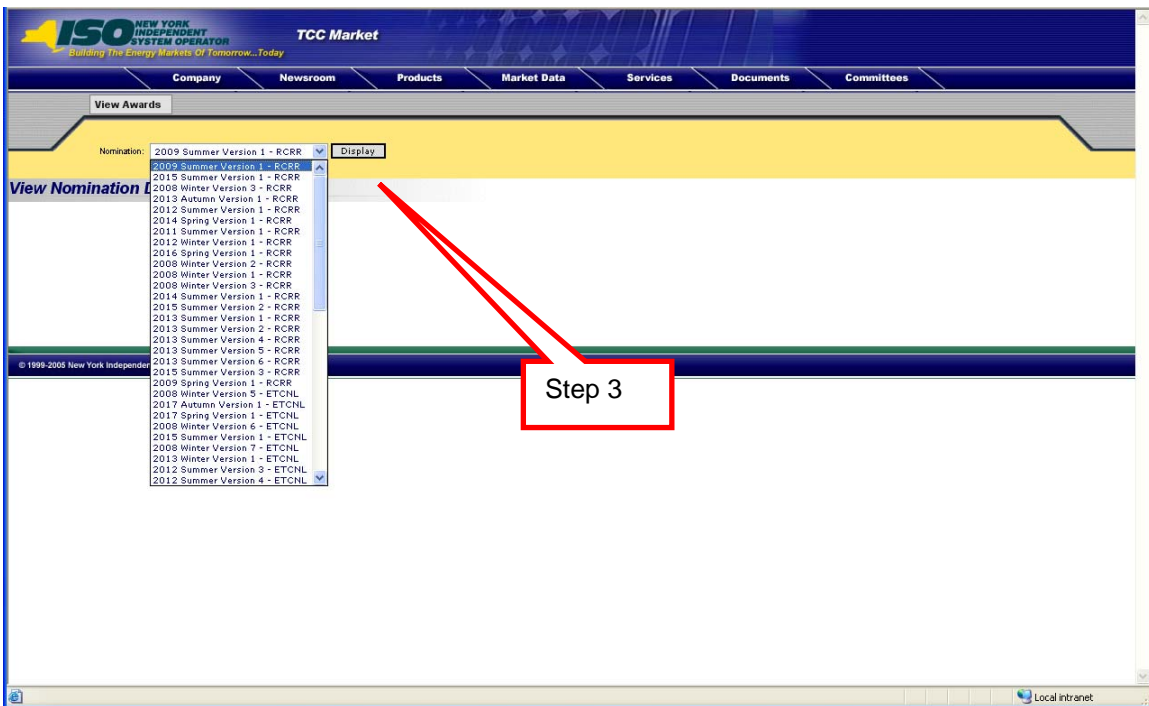 ISO NEW YORK
INDEPENDENT
SYSTEM OPERATOR
Building The Energy Markets Of Tomorrow...Today
TCC Market
Company Newsroom Products Market Data Services Documents Committees
View Awards
Nomination: 2009 Summer Version 1 - RCRR Display
View Nomination
2009 Summer Version 1 - RCRR
2015 Summer Version 1 - RCRR
2008 Winter Version 3 - RCRR
2013 Autumn Version 1 - RCRR
2012 Summer Version 1 - RCRR
2014 Spring Version 1 - RCRR
2011 Summer Version 1 - RCRR
2012 Winter Version 1 - RCRR
2016 Spring Version 1 - RCRR
2008 Winter Version 2 - RCRR
2008 Winter Version 1 - RCRR
2008 Winter Version 3 - RCRR
2014 Summer Version 1 - RCRR
2015 Summer Version 2 - RCRR
2013 Summer Version 1 - RCRR
2013 Summer Version 2 - RCRR
2013 Summer Version 4 - RCRR
2013 Summer Version 5 - RCRR
2013 Summer Version 6 - RCRR
2015 Summer Version 3 - RCRR
2009 Spring Version 1 - RCRR
2008 Winter Version 5 - ETCNL
2017 Autumn Version 1 - ETCNL
2017 Spring Version 1 - ETCNL
2008 Winter Version 6 - ETCNL
2015 Summer Version 1 - ETCNL
2008 Winter Version 7 - ETCNL
2013 Winter Version 1 - ETCNL
2012 Summer Version 3 - ETCNL
2012 Summer Version 4 - ETCNL
© 1999-2005 New York Independen
Step 3
Local intranet